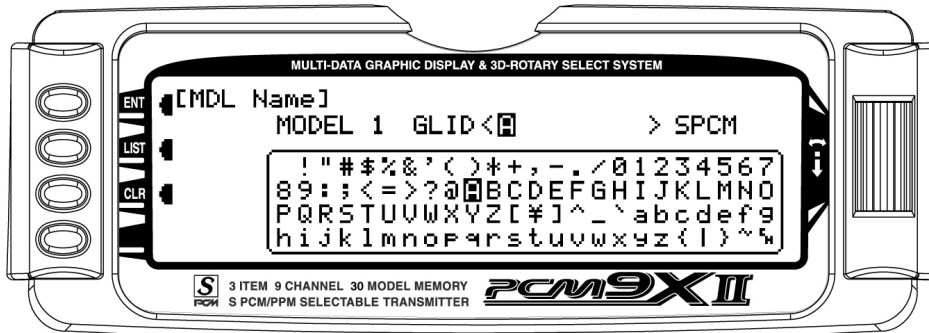 MULTI-DATA GRAPHIC DISPLAY & 3D-ROTARY SELECT SYSTEM
ENT
LIST
CLR
[MDL Name]
MODEL 1 GLID<A > SPCM
!"#$%&'()*+,-./01234567
89:;<=>?@ABCDEFGHIJKLMNO
PQRSTUVWXYZ[¥]^_`abcdefg
hijklmnopqrstuvwxyz{|}~
S PCM
3 ITEM 9 CHANNEL 30 MODEL MEMORY
S PCM/PPM SELECTABLE TRANSMITTER
PCM9XII